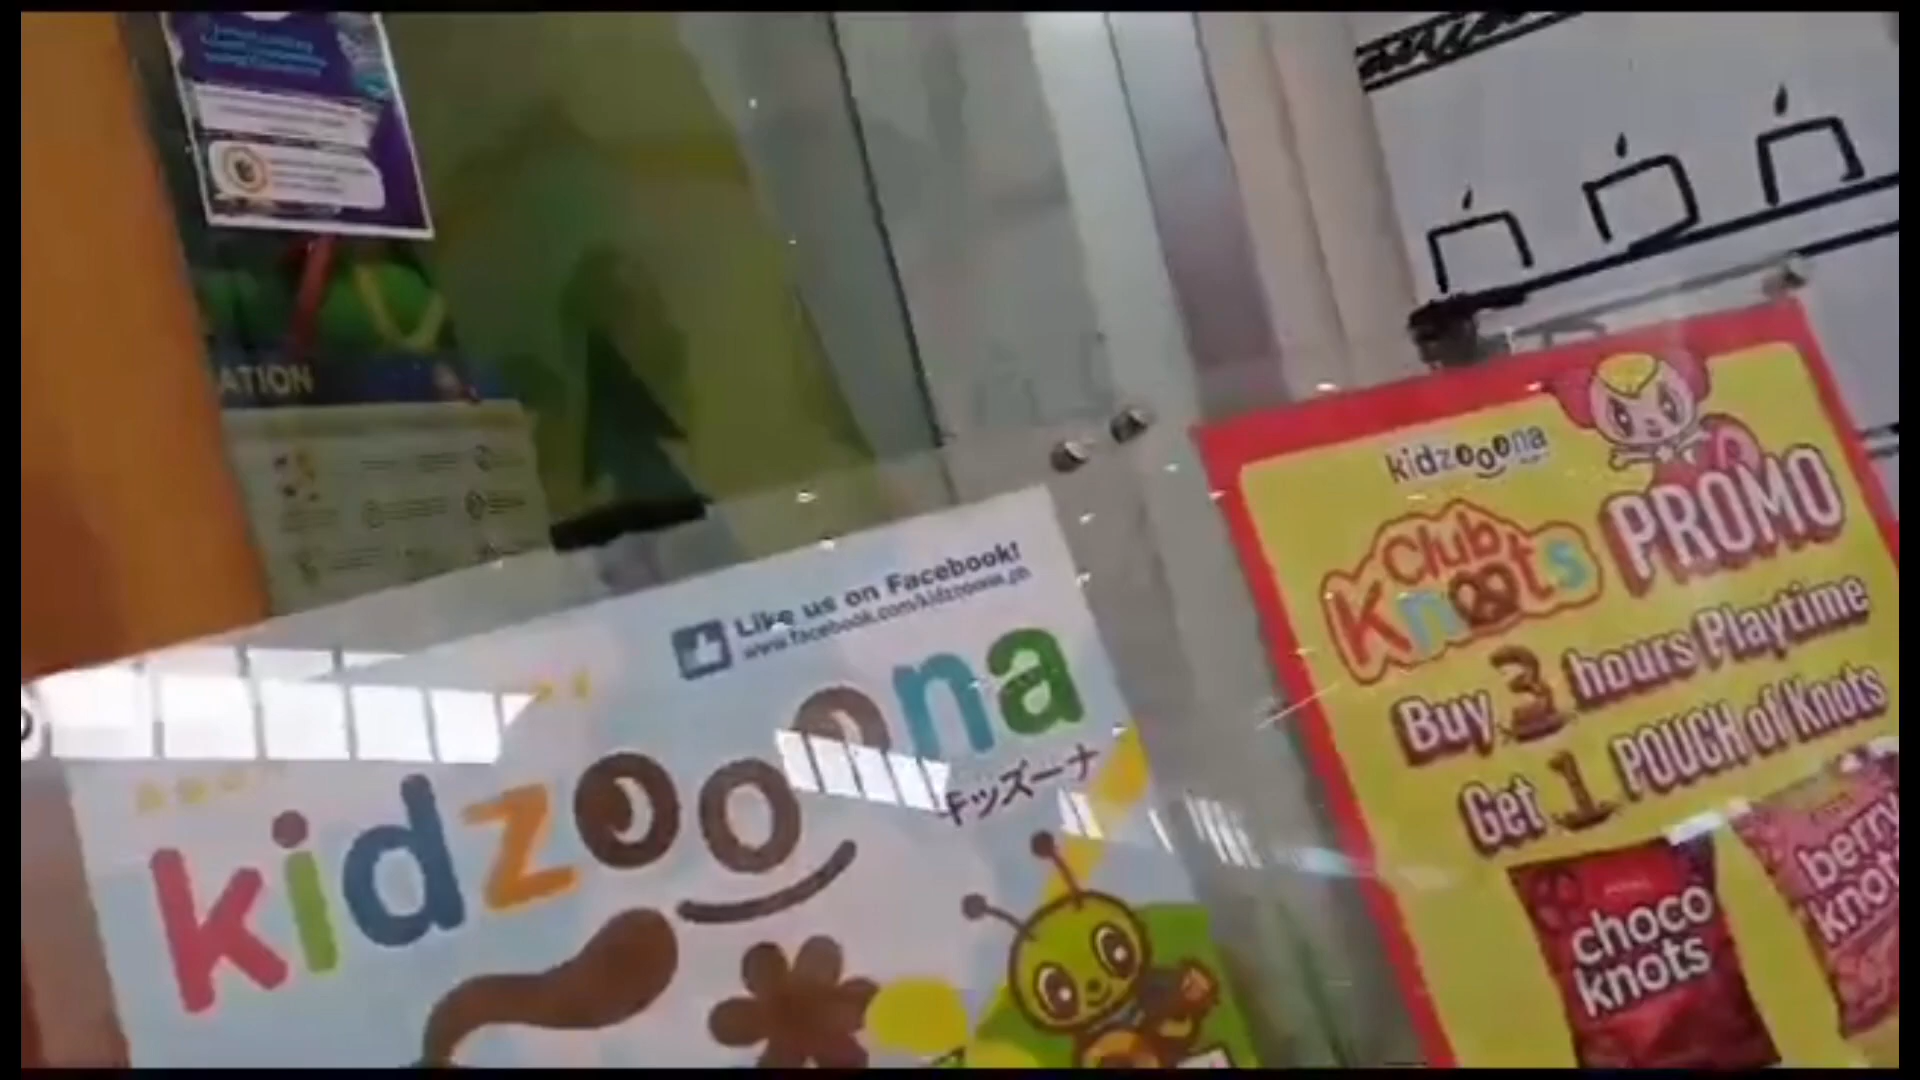 ATION
Like us on Facebook!
www.facebook.com/kidzooona.ph
kidzooona
キッズーナ
kidzooona
Club
Knots
PROMO
Buy 3 hours Playtime
Get 1 POUCH of Knots
choco
knots
berry
knots